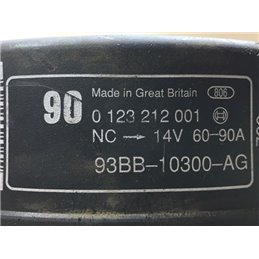 90 Made in Great Britain 806
0 123 212 001
NC → 14V 60-90A
93BB-10300-AG